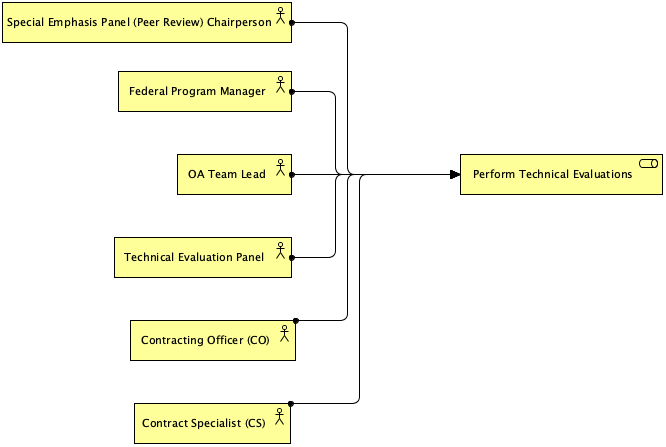 Special Emphasis Panel (Peer Review) Chairperson
Federal Program Manager
OA Team Lead
Perform Technical Evaluations
Technical Evaluation Panel
Contracting Officer (CO)
Contract Specialist (CS)